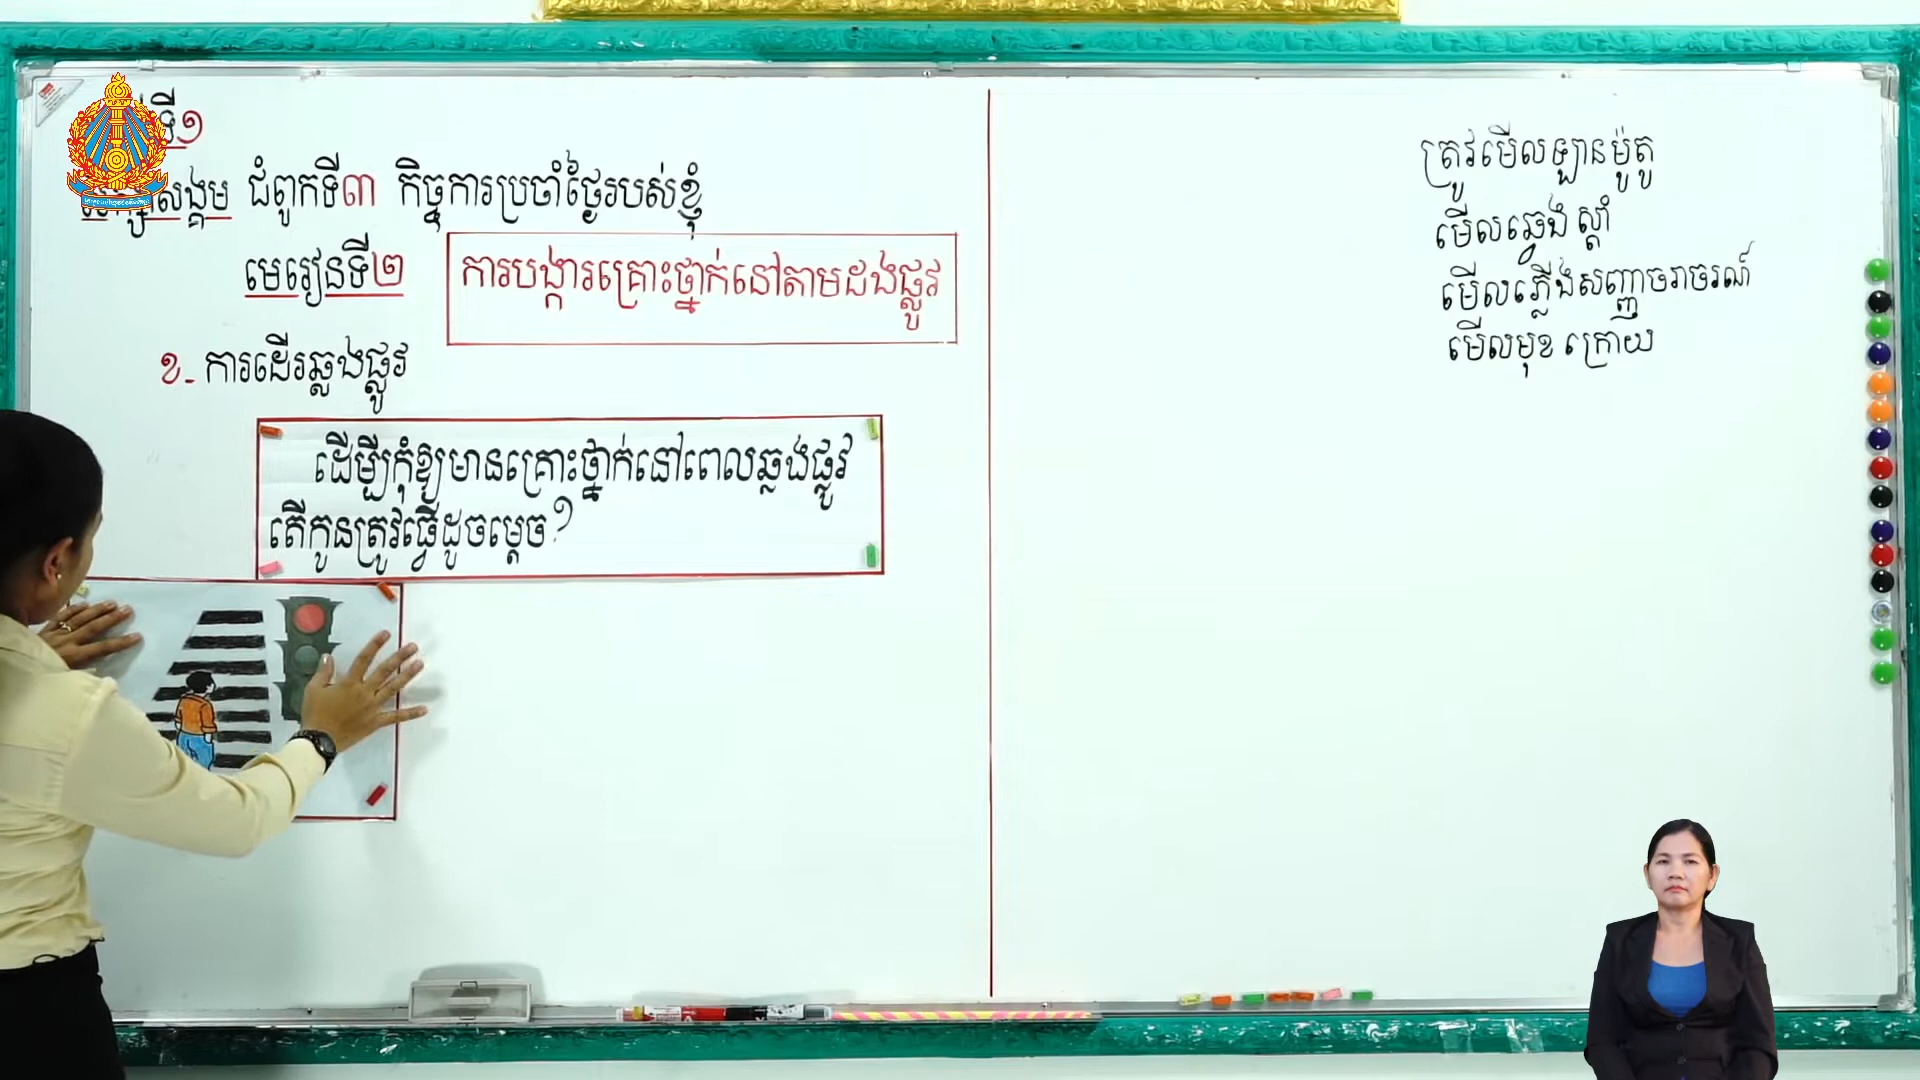 ទី១
សង្គម ជំពូកទី៣ កិច្ចការប្រចាំថ្ងៃរបស់ខ្ញុំ
មេរៀនទី២ ការបង្ការគ្រោះថ្នាក់នៅតាមដងផ្លូវ
ខ- ការដើរឆ្លងផ្លូវ
ដើម្បីកុំឱ្យមានគ្រោះថ្នាក់នៅពេលឆ្លងផ្លូវ
តើកូនត្រូវធ្វើដូចម្ដេច?
ត្រូវមើលឡានម៉ូតូ
មើលឆ្វេង ស្ដាំ
មើលភ្លើងសញ្ញាចរាចរណ៍
មើលមុខ ក្រោយ